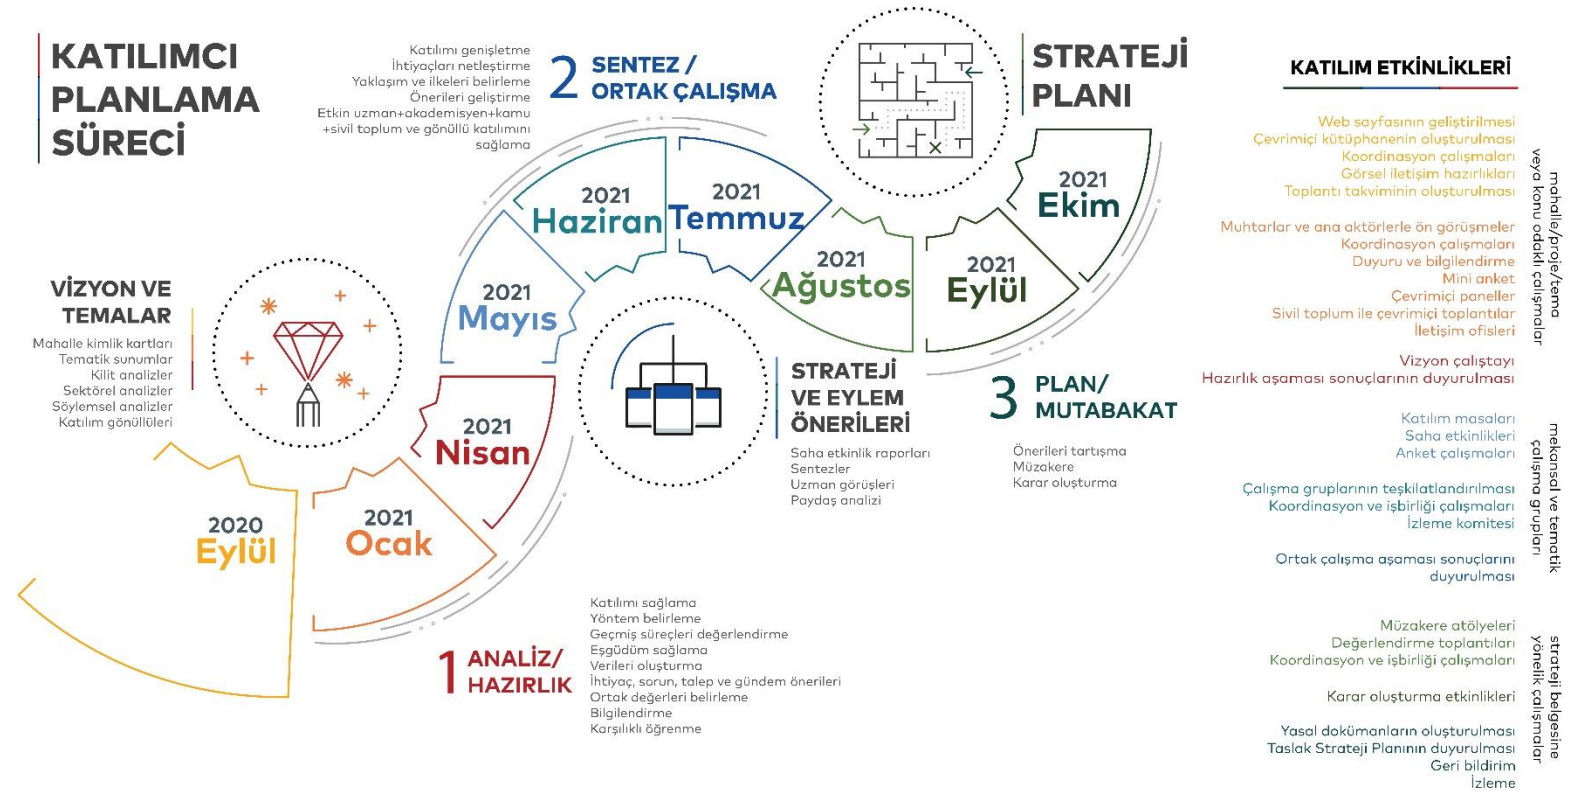 KATILIMCI
PLANLAMA
SÜRECİ
Katılımı genişletme
İhtiyaçları netleştirme
Yaklaşım ve ilkeleri belirleme
Önerileri geliştirme
Etkin uzman+akademisyen+kamu
+sivil toplum ve gönüllü katılımını
sağlama
2 SENTEZ /
ORTAK ÇALIŞMA
STRATEJİ
PLANI
VİZYON VE
TEMALAR
Mahalle kimlik kartları
Tematik sunumlar
Kilit analizler
Sektörel analizler
Söylemsel analizler
Katılım gönüllüleri
2020
Eylül
2021
Ocak
2021
Nisan
2021
Mayıs
2021
Haziran
2021
Temmuz
2021
Ağustos
2021
Eylül
2021
Ekim
STRATEJİ
VE EYLEM
ÖNERİLERİ
Saha etkinlik raporları
Sentezler
Uzman görüşleri
Paydaş analizi
3 PLAN/
MUTABAKAT
Önerileri tartışma
Müzakere
Karar oluşturma
1 ANALİZ/
HAZIRLIK
Katılımı sağlama
Yöntem belirleme
Geçmiş süreçleri değerlendirme
Eşgüdüm sağlama
Verileri oluşturma
İhtiyaç, sorun, talep ve gündem önerileri
Ortak değerleri belirleme
Bilgilendirme
Karşılıklı öğrenme
KATILIM ETKİNLİKLERİ
Web sayfasının geliştirilmesi
Çevrimiçi kütüphanenin oluşturulması
Koordinasyon çalışmaları
Görsel iletişim hazırlıkları
Toplantı takviminin oluşturulması
Muhtarlar ve ana aktörlerle ön görüşmeler
Koordinasyon çalışmaları
Duyuru ve bilgilendirme
Mini anket
Çevrimiçi paneller
Sivil toplum ile çevrimiçi toplantılar
İletişim ofisleri
Vizyon çalıştayı
Hazırlık aşaması sonuçlarının duyurulması
mahalle/proje/tema
veya konu odaklı çalışmalar
Katılım masaları
Saha etkinlikleri
Anket çalışmaları
Çalışma gruplarının teşkilatlandırılması
Koordinasyon ve işbirliği çalışmaları
İzleme komitesi
Ortak çalışma aşaması sonuçlarını
duyurulması
mekansal ve tematik
çalışma grupları
Müzakere atölyeleri
Değerlendirme toplantıları
Koordinasyon ve işbirliği çalışmaları
Karar oluşturma etkinlikleri
Yasal dokümanların oluşturulması
Taslak Strateji Planının duyurulması
Geri bildirim
İzleme
strateji belgesine
yönelik çalışmalar